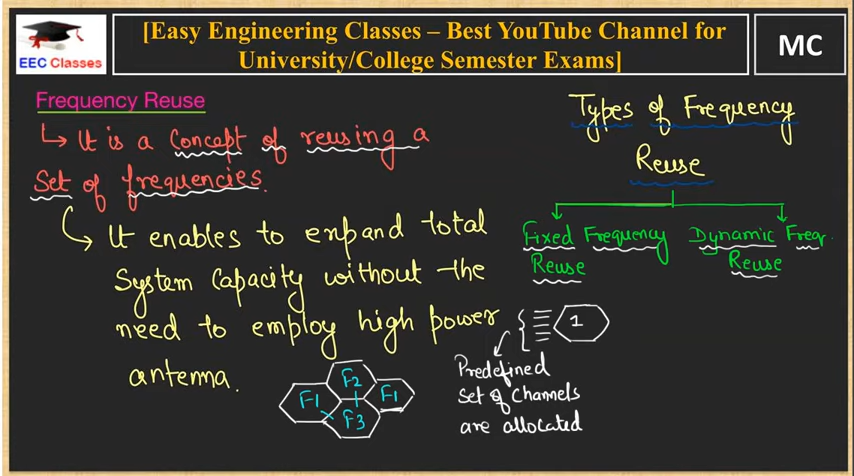 EEC Classes
[Easy Engineering Classes – Best YouTube Channel for
University/College Semester Exams]
MC
Frequency Reuse
↳ It is a Concept of reusing a
Set of frequencies.
↳ It enables to expand total
System Capacity without the
need to employ high power
antenna.
F2
F1
F1
F3
Types of Frequency
Reuse
Fixed Frequency
Reuse
Dynamic Freq.
Reuse
1
Predefined
Set of Channels
are allocated